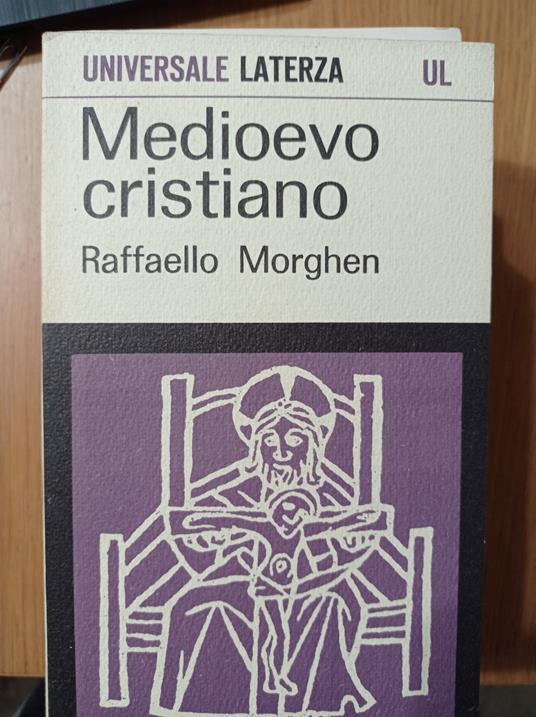 UNIVERSALE LATERZA UL
Medioevo
cristiano
Raffaello Morghen